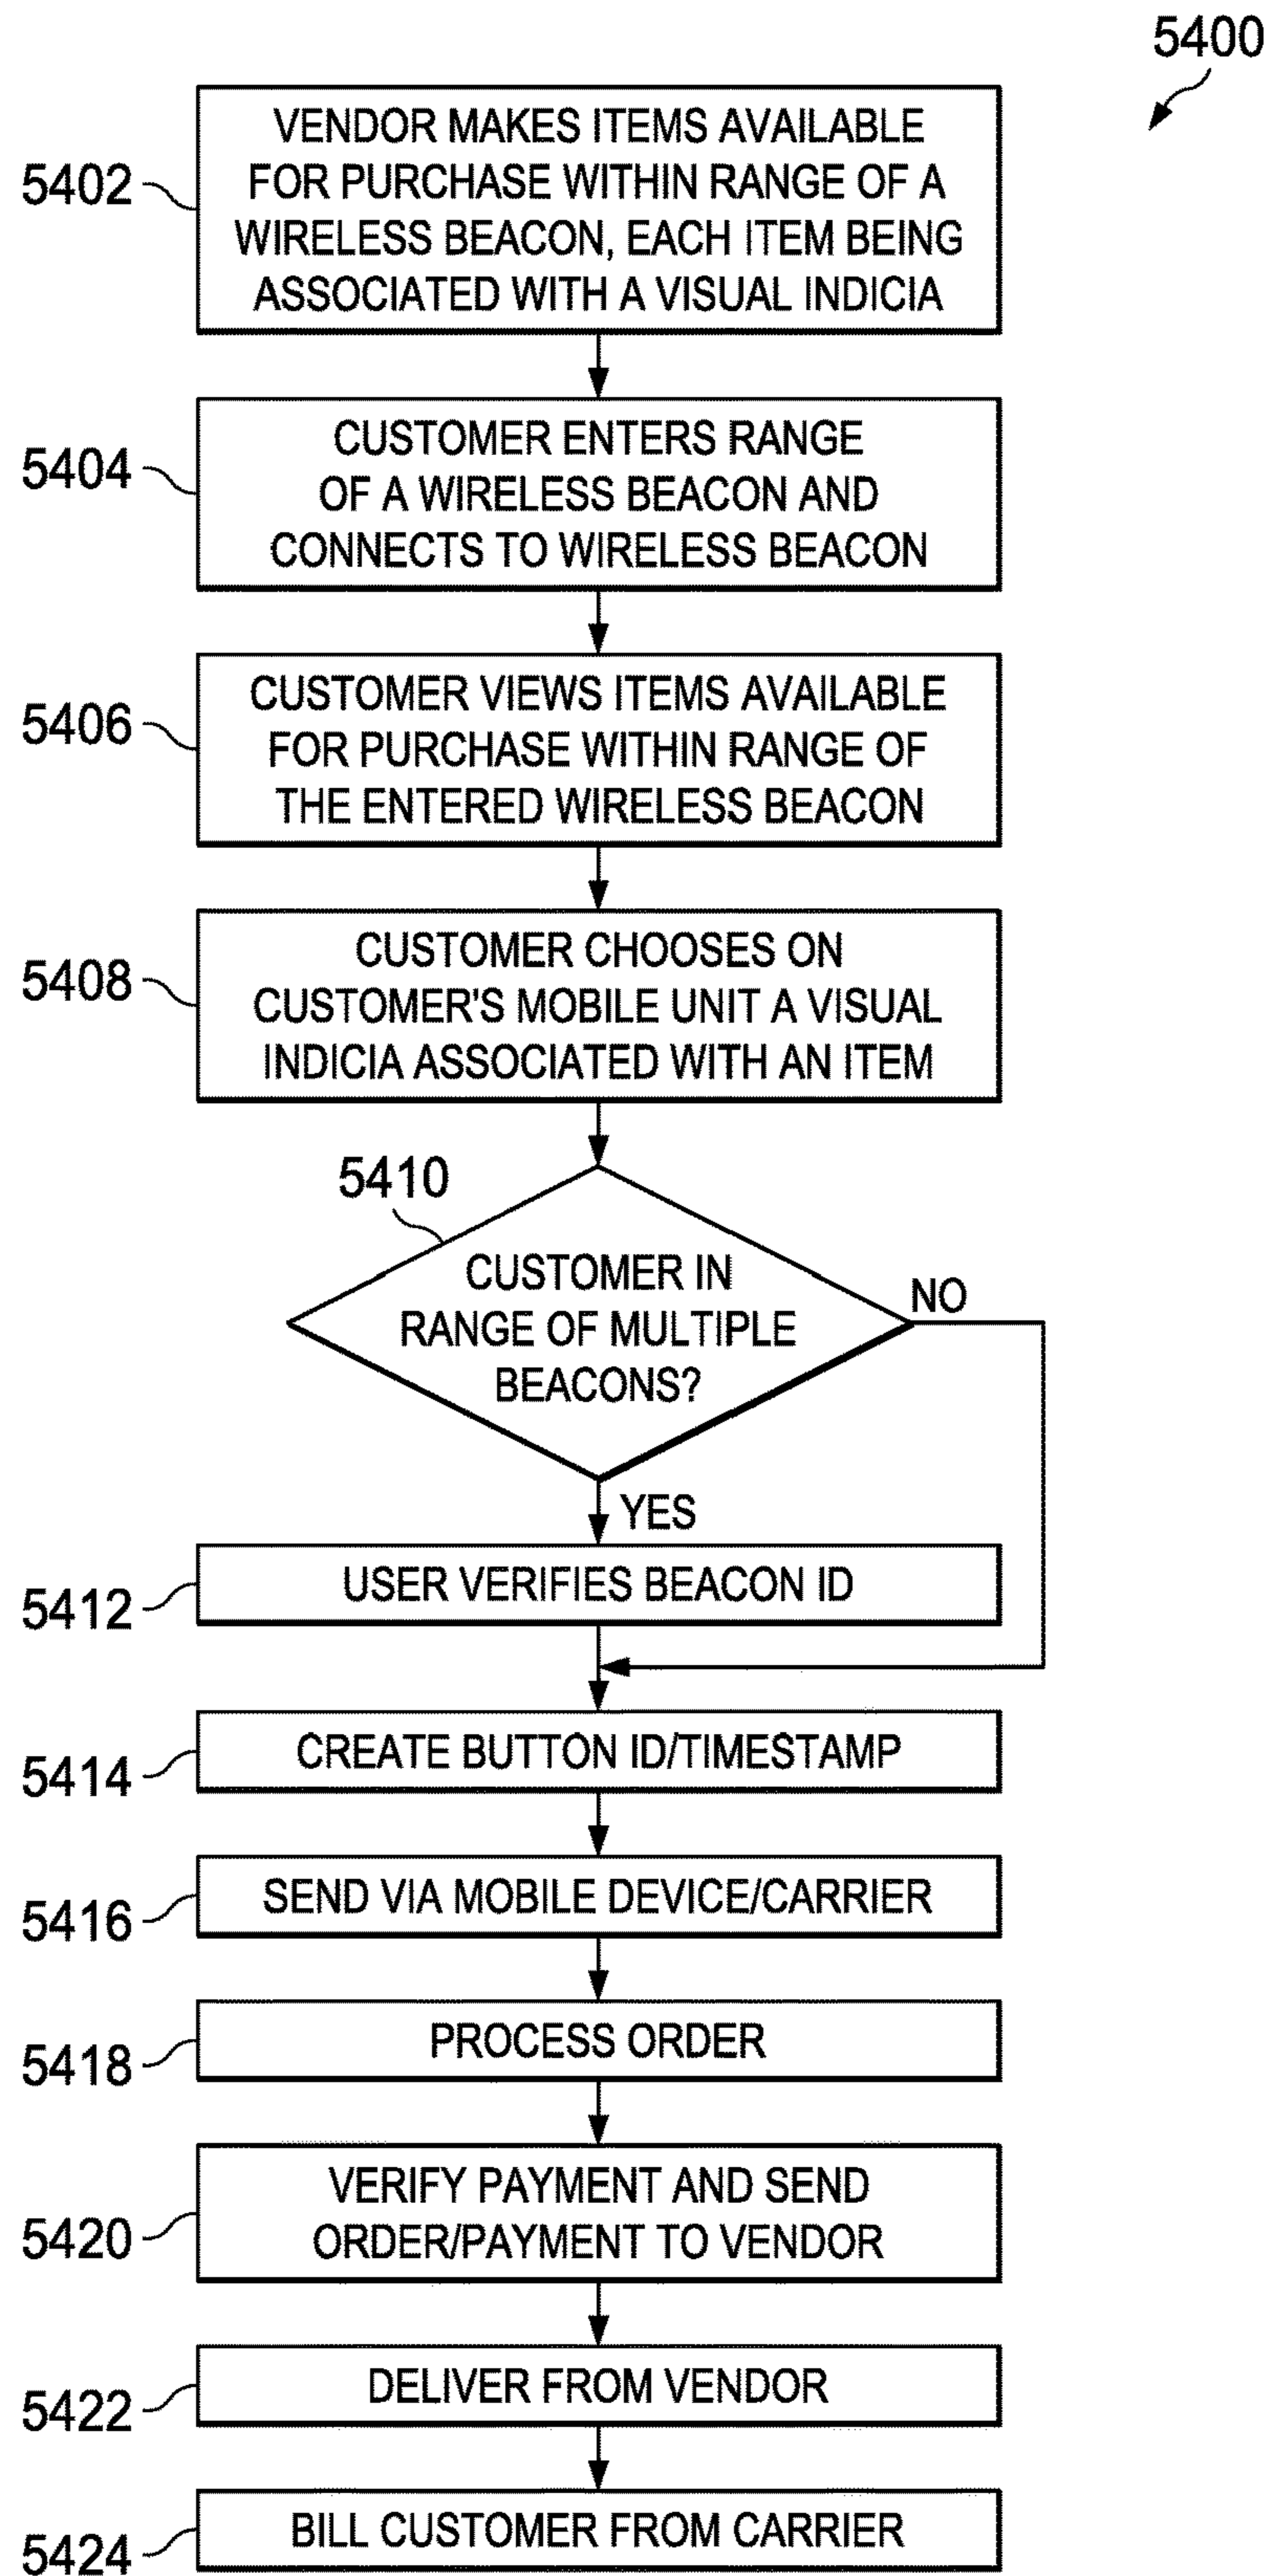 5400
5402
VENDOR MAKES ITEMS AVAILABLE
FOR PURCHASE WITHIN RANGE OF A
WIRELESS BEACON, EACH ITEM BEING
ASSOCIATED WITH A VISUAL INDICIA
5404
CUSTOMER ENTERS RANGE
OF A WIRELESS BEACON AND
CONNECTS TO WIRELESS BEACON
5406
CUSTOMER VIEWS ITEMS AVAILABLE
FOR PURCHASE WITHIN RANGE OF
THE ENTERED WIRELESS BEACON
5408
CUSTOMER CHOOSES ON
CUSTOMER'S MOBILE UNIT A VISUAL
INDICIA ASSOCIATED WITH AN ITEM
5410
CUSTOMER IN
RANGE OF MULTIPLE
BEACONS?
NO
YES
5412
USER VERIFIES BEACON ID
5414
CREATE BUTTON ID/TIMESTAMP
5416
SEND VIA MOBILE DEVICE/CARRIER
5418
PROCESS ORDER
5420
VERIFY PAYMENT AND SEND
ORDER/PAYMENT TO VENDOR
5422
DELIVER FROM VENDOR
5424
BILL CUSTOMER FROM CARRIER